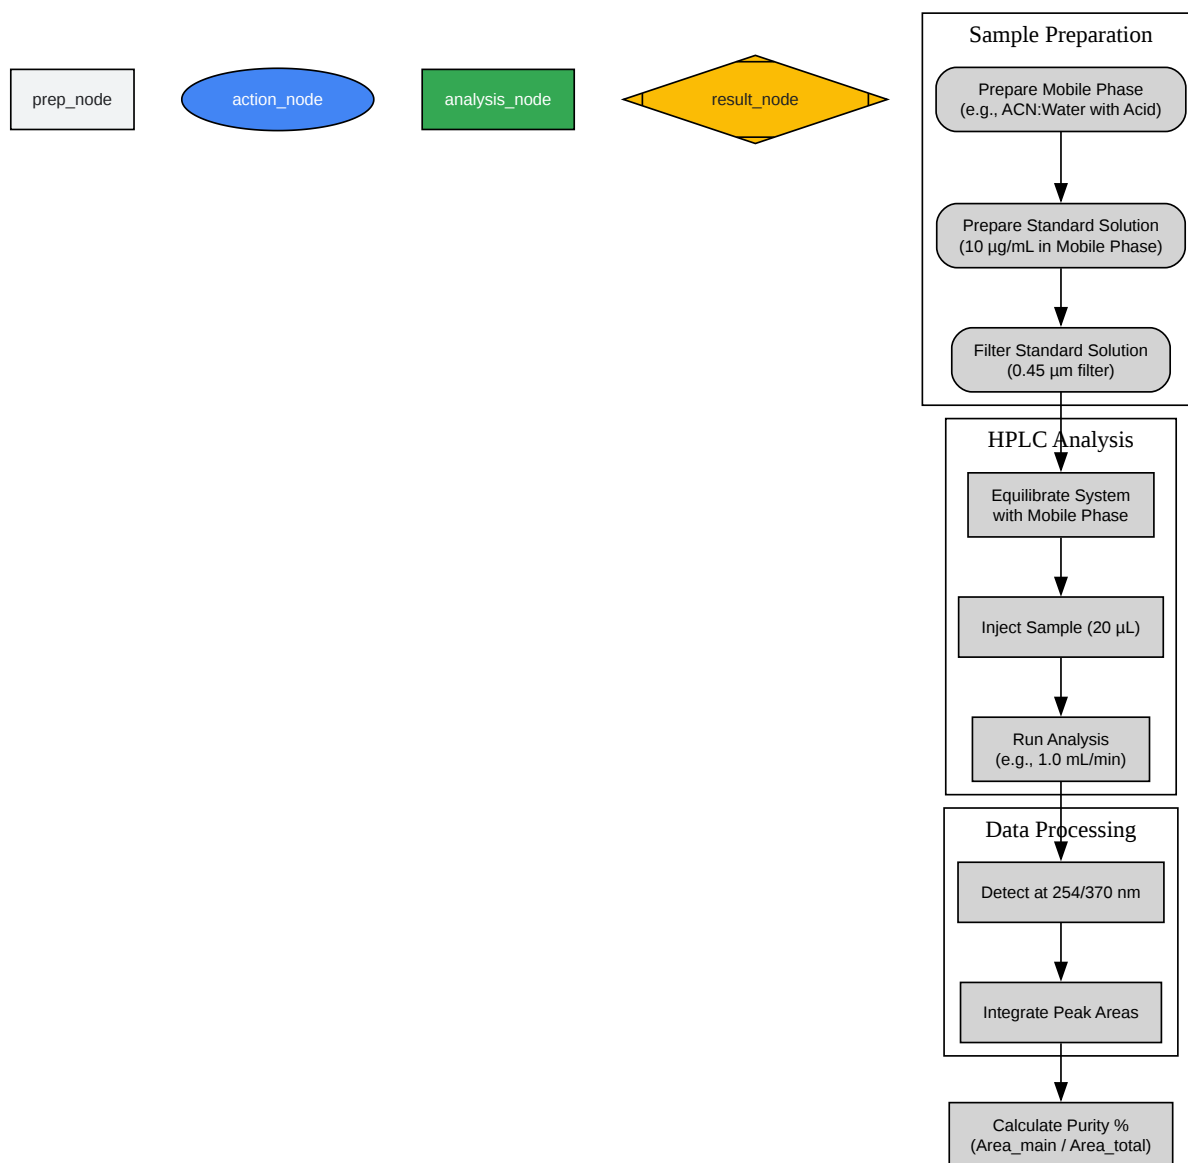 prep_node
action_node
analysis_node
result_node
Sample Preparation
Prepare Mobile Phase
(e.g., ACN:Water with Acid)
Prepare Standard Solution
(10 µg/mL in Mobile Phase)
Filter Standard Solution
(0.45 µm filter)
HPLC Analysis
Equilibrate System
with Mobile Phase
Inject Sample (20 µL)
Run Analysis
(e.g., 1.0 mL/min)
Data Processing
Detect at 254/370 nm
Integrate Peak Areas
Calculate Purity %
(Area_main / Area_total)